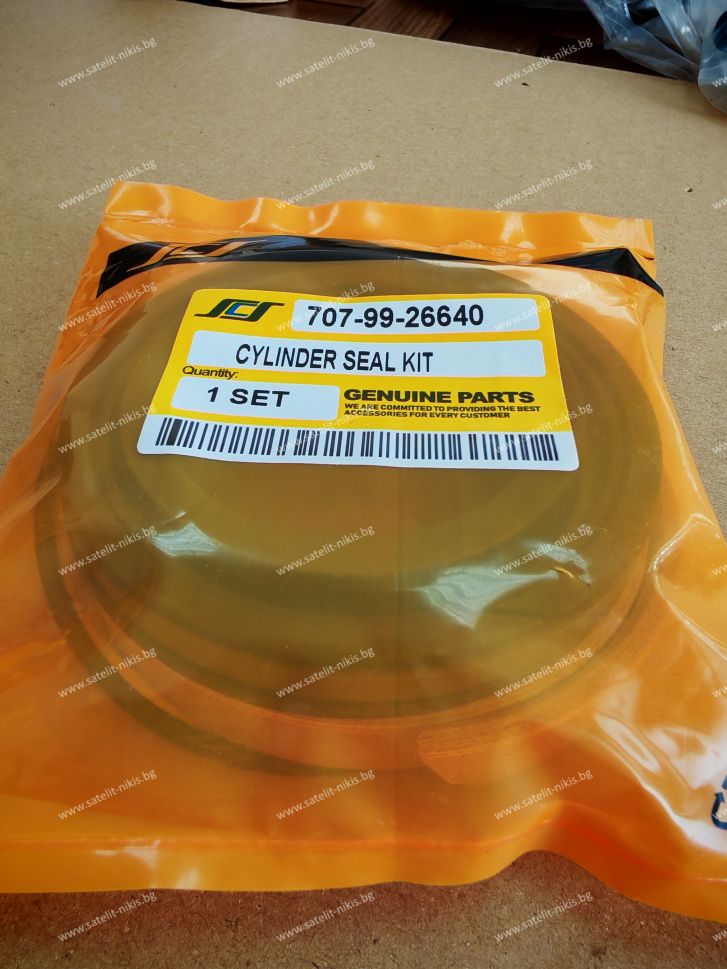 SCS
SCS 707-99-26640
CYLINDER SEAL KIT
Quantity:
1 SET
GENUINE PARTS
WE ARE COMMITTED TO PROVIDING THE BEST
ACCESSORIES FOR EVERY CUSTOMER
www.satelit-nikis.bg